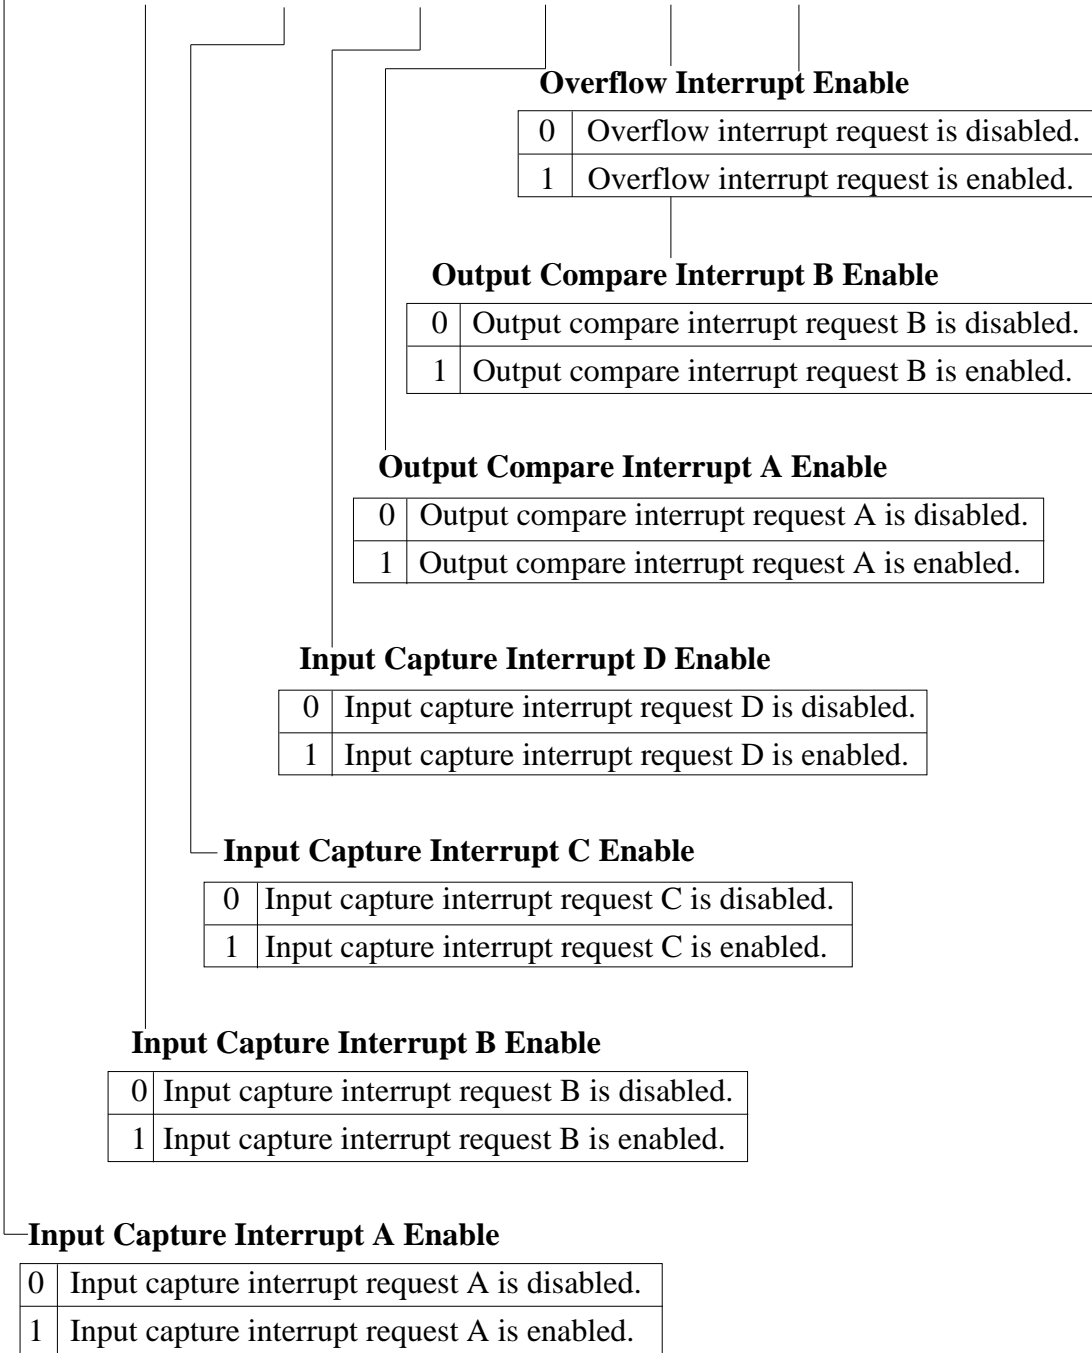 Overflow Interrupt Enable
0 Overflow interrupt request is disabled.
1 Overflow interrupt request is enabled.
Output Compare Interrupt B Enable
0 Output compare interrupt request B is disabled.
1 Output compare interrupt request B is enabled.
Output Compare Interrupt A Enable
0 Output compare interrupt request A is disabled.
1 Output compare interrupt request A is enabled.
Input Capture Interrupt D Enable
0 Input capture interrupt request D is disabled.
1 Input capture interrupt request D is enabled.
Input Capture Interrupt C Enable
0 Input capture interrupt request C is disabled.
1 Input capture interrupt request C is enabled.
Input Capture Interrupt B Enable
0 Input capture interrupt request B is disabled.
1 Input capture interrupt request B is enabled.
Input Capture Interrupt A Enable
0 Input capture interrupt request A is disabled.
1 Input capture interrupt request A is enabled.